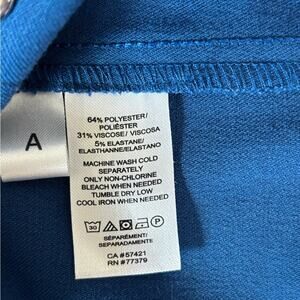 A
64% POLYESTER/
POLIÉSTER
31% VISCOSE/ VISCOSA
5% ELASTANE/
ELASTHANNE/ELASTANO
MACHINE WASH COLD
SEPARATELY
ONLY NON-CHLORINE
BLEACH WHEN NEEDED
TUMBLE DRY LOW
COOL IRON WHEN NEEDED
30 P
SÉPARÉMENT/
SEPARADAMENTE
CA #57421
RN #77379